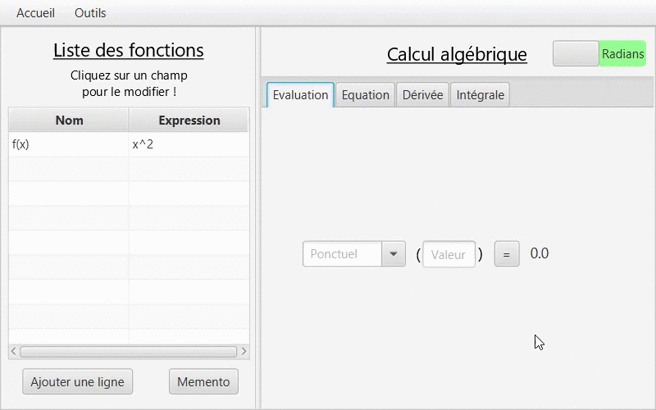 Accueil Outils
Liste des fonctions
Cliquez sur un champ
pour le modifier !
Nom Expression
f(x) x^2
Ajouter une ligne Memento
Calcul algébrique Radians
Evaluation Equation Dérivée Intégrale
Ponctuel ( Valeur ) = 0.0